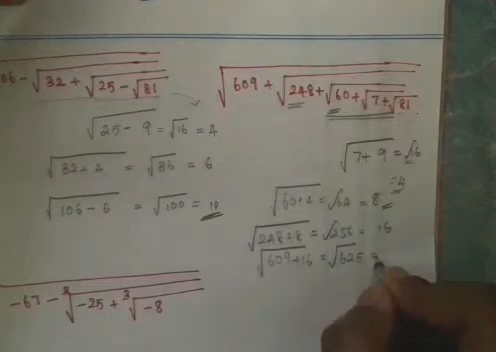 06 - √32 + √25 - √81
√25 - 9 = √16 = 4
√32 + 4 = √36 = 6
√106 - 6 = √100 = 10
√609 + √248 + √60 + √7 + √81
√7 + 9 = √16
= 4
√60 + 4 = √64 = 8
√248 + 8 = √256 = 16
√609 + 16 = √625 =
-67 - ³√-25 + ³√-8